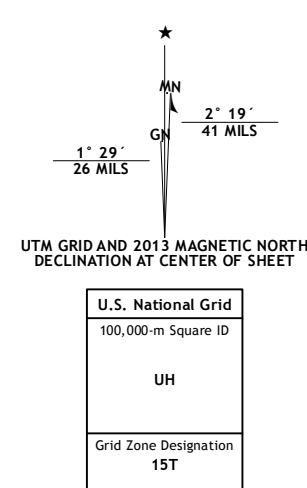 ★
MN
GN
2° 19´
41 MILS
1° 29´
26 MILS
UTM GRID AND 2013 MAGNETIC NORTH
DECLINATION AT CENTER OF SHEET
U.S. National Grid
100,000-m Square ID
UH
Grid Zone Designation
15T